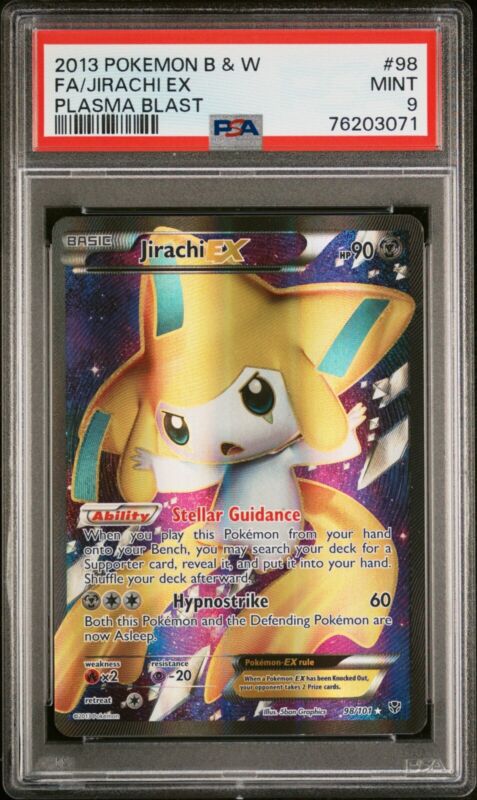 2013 POKEMON B & W #98
FA/JIRACHI EX MINT
PLASMA BLAST 9
PSA 76203071
BASIC Jirachi EX HP 90
Ability Stellar Guidance
When you play this Pokémon from your hand
onto your Bench, you may search your deck for a
Supporter card, reveal it, and put it into your hand.
Shuffle your deck afterward.
Hypnostrike 60
Both this Pokémon and the Defending Pokémon are
now Asleep.
weakness resistance
×2 -20
Pokémon-EX rule
When a Pokémon-EX has been Knocked Out,
your opponent takes 2 Prize cards.
retreat
©2013 Pokémon Illus. 5ban Graphics 98/101 ★
PSA